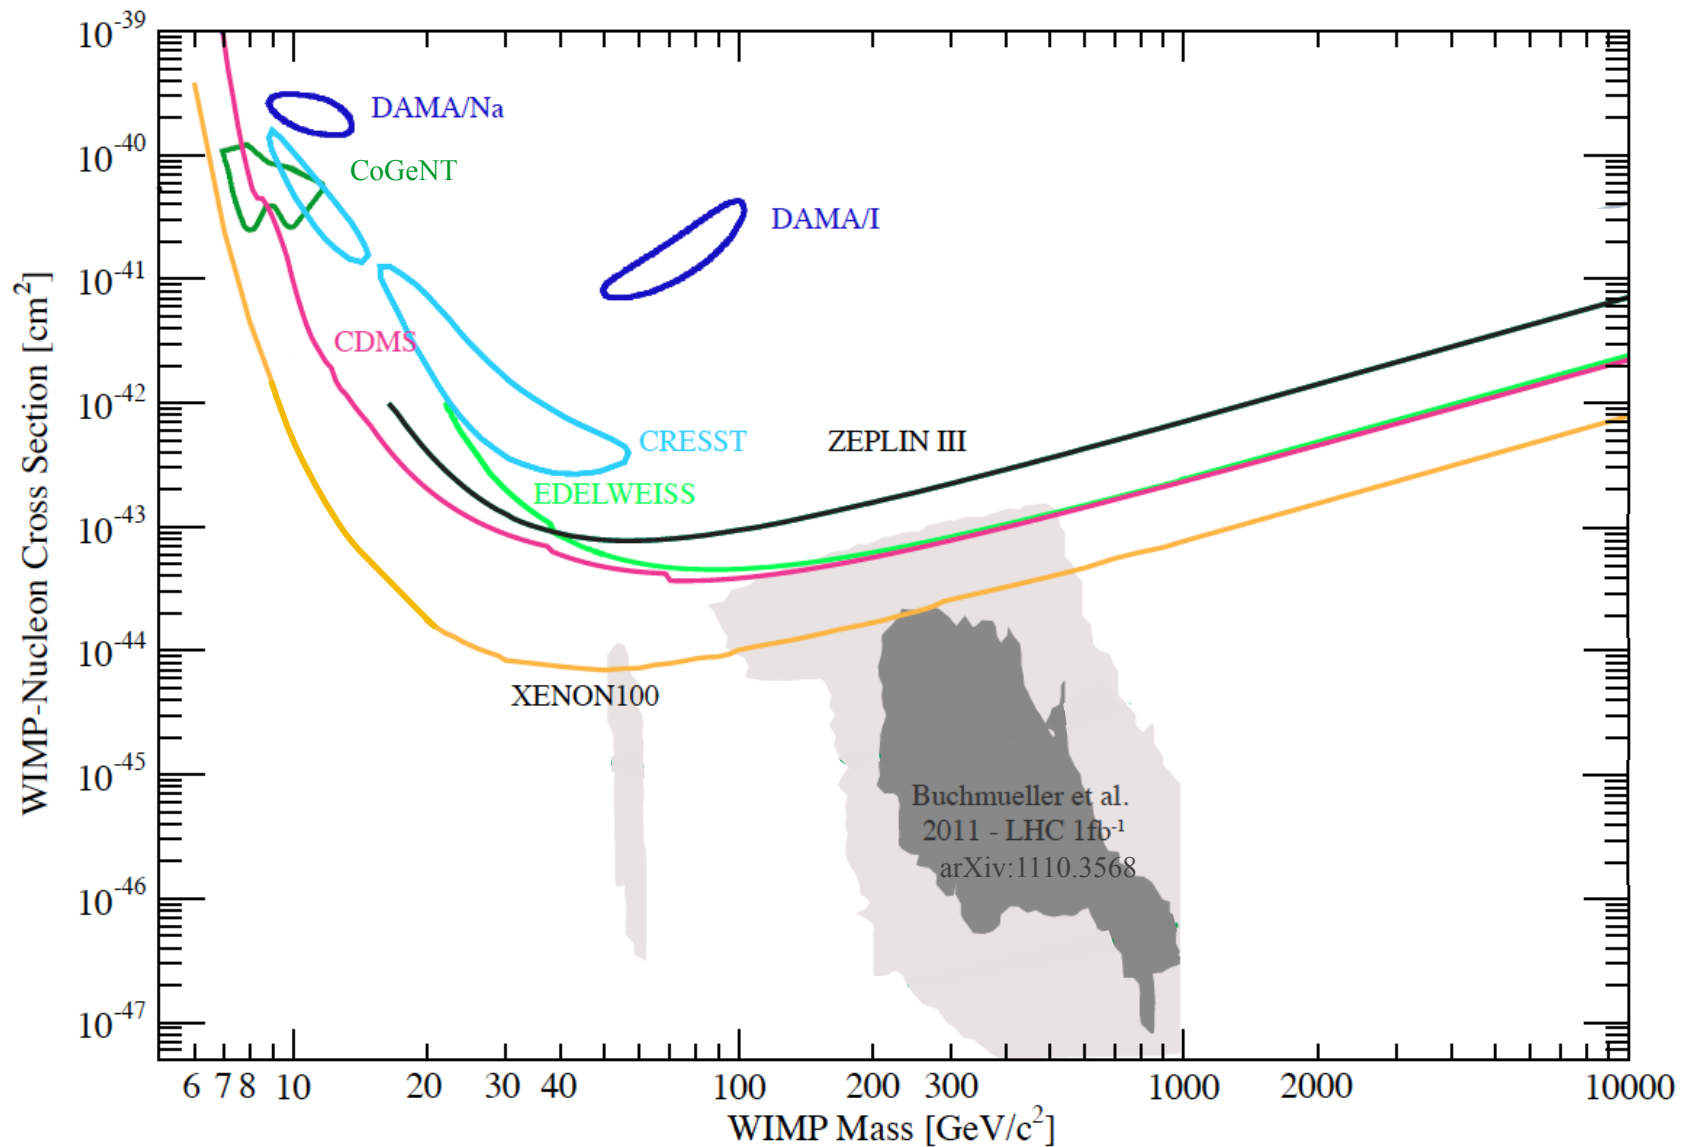 10⁻³⁹
DAMA/Na
10⁻⁴⁰
CoGeNT
DAMA/I
10⁻⁴¹
CDMS
10⁻⁴²
CRESST
ZEPLIN III
EDELWEISS
10⁻⁴³
10⁻⁴⁴
XENON100
10⁻⁴⁵
Buchmueller et al.
2011 - LHC 1fb⁻¹
arXiv:1110.3568
10⁻⁴⁶
10⁻⁴⁷
WIMP-Nucleon Cross Section [cm²]
6 7 8 10 20 30 40 100 200 300 1000 2000 10000
WIMP Mass [GeV/c²]